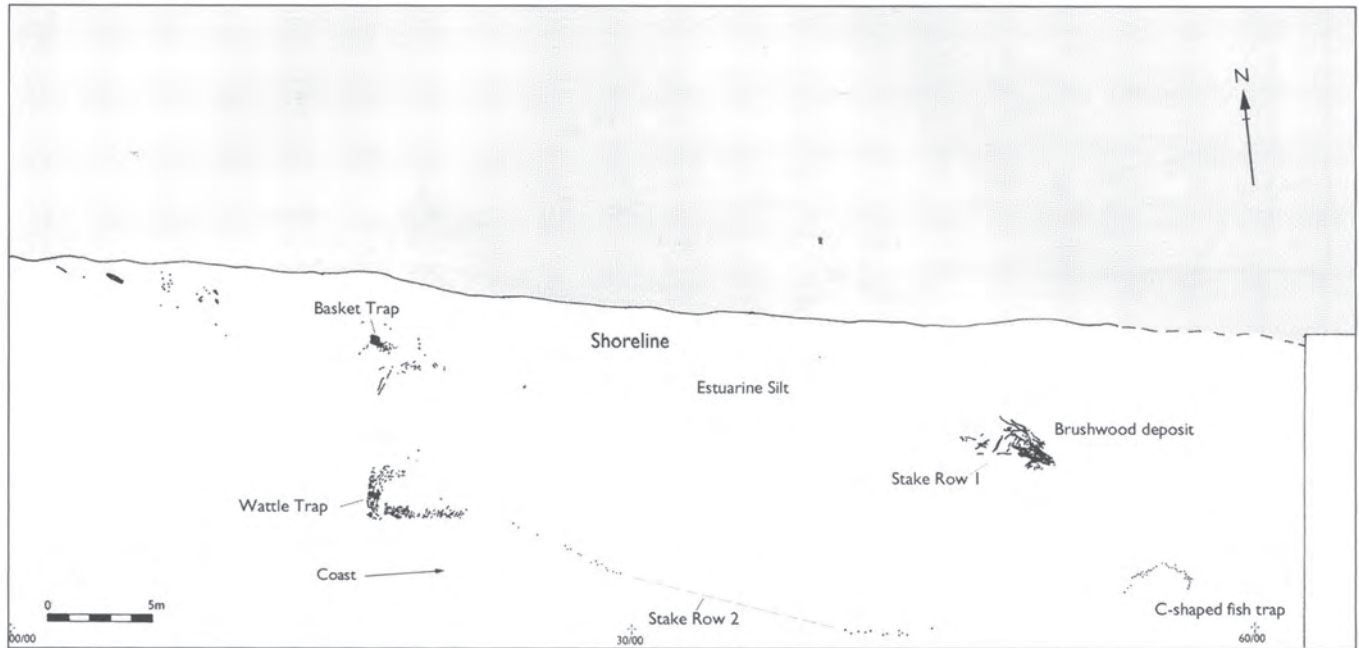 N
Basket Trap
Shoreline
Estuarine Silt
Brushwood deposit
Stake Row 1
Wattle Trap
Coast
C-shaped fish trap
0 5m
Stake Row 2
00/00 30/00 60/00